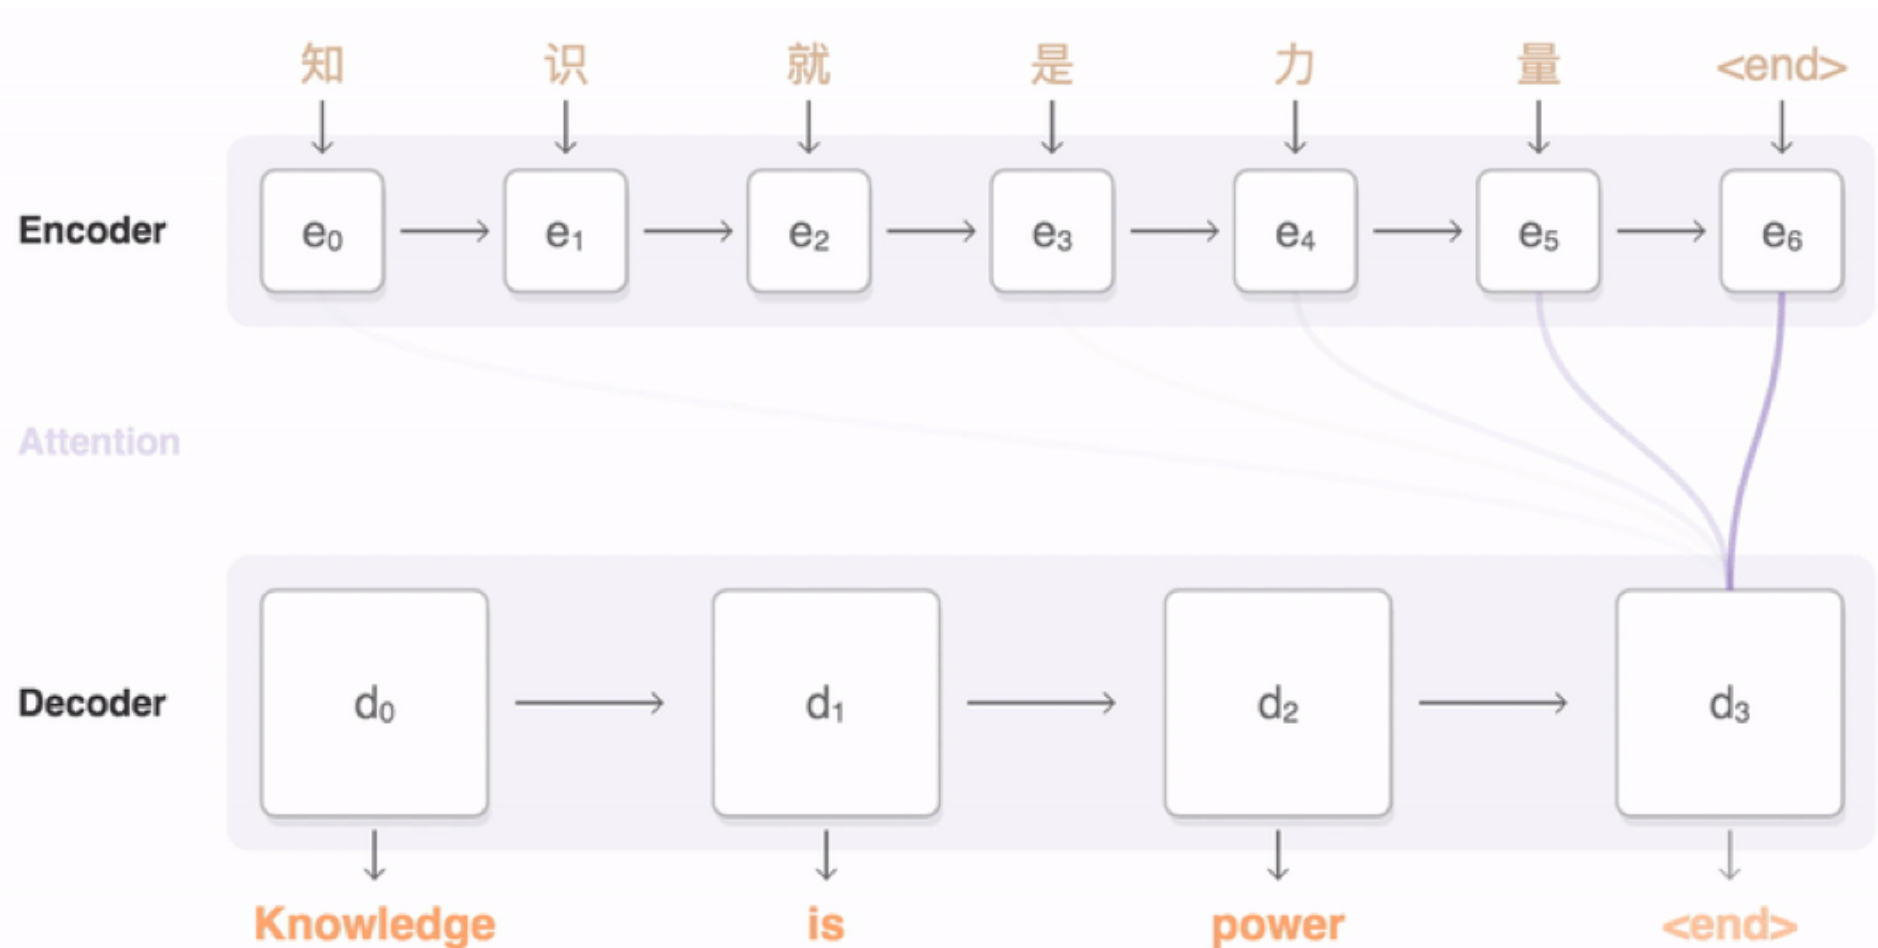 知 识 就 是 力 量 <end>
Encoder e₀ e₁ e₂ e₃ e₄ e₅ e₆
Attention
Decoder d₀ d₁ d₂ d₃
Knowledge is power <end>